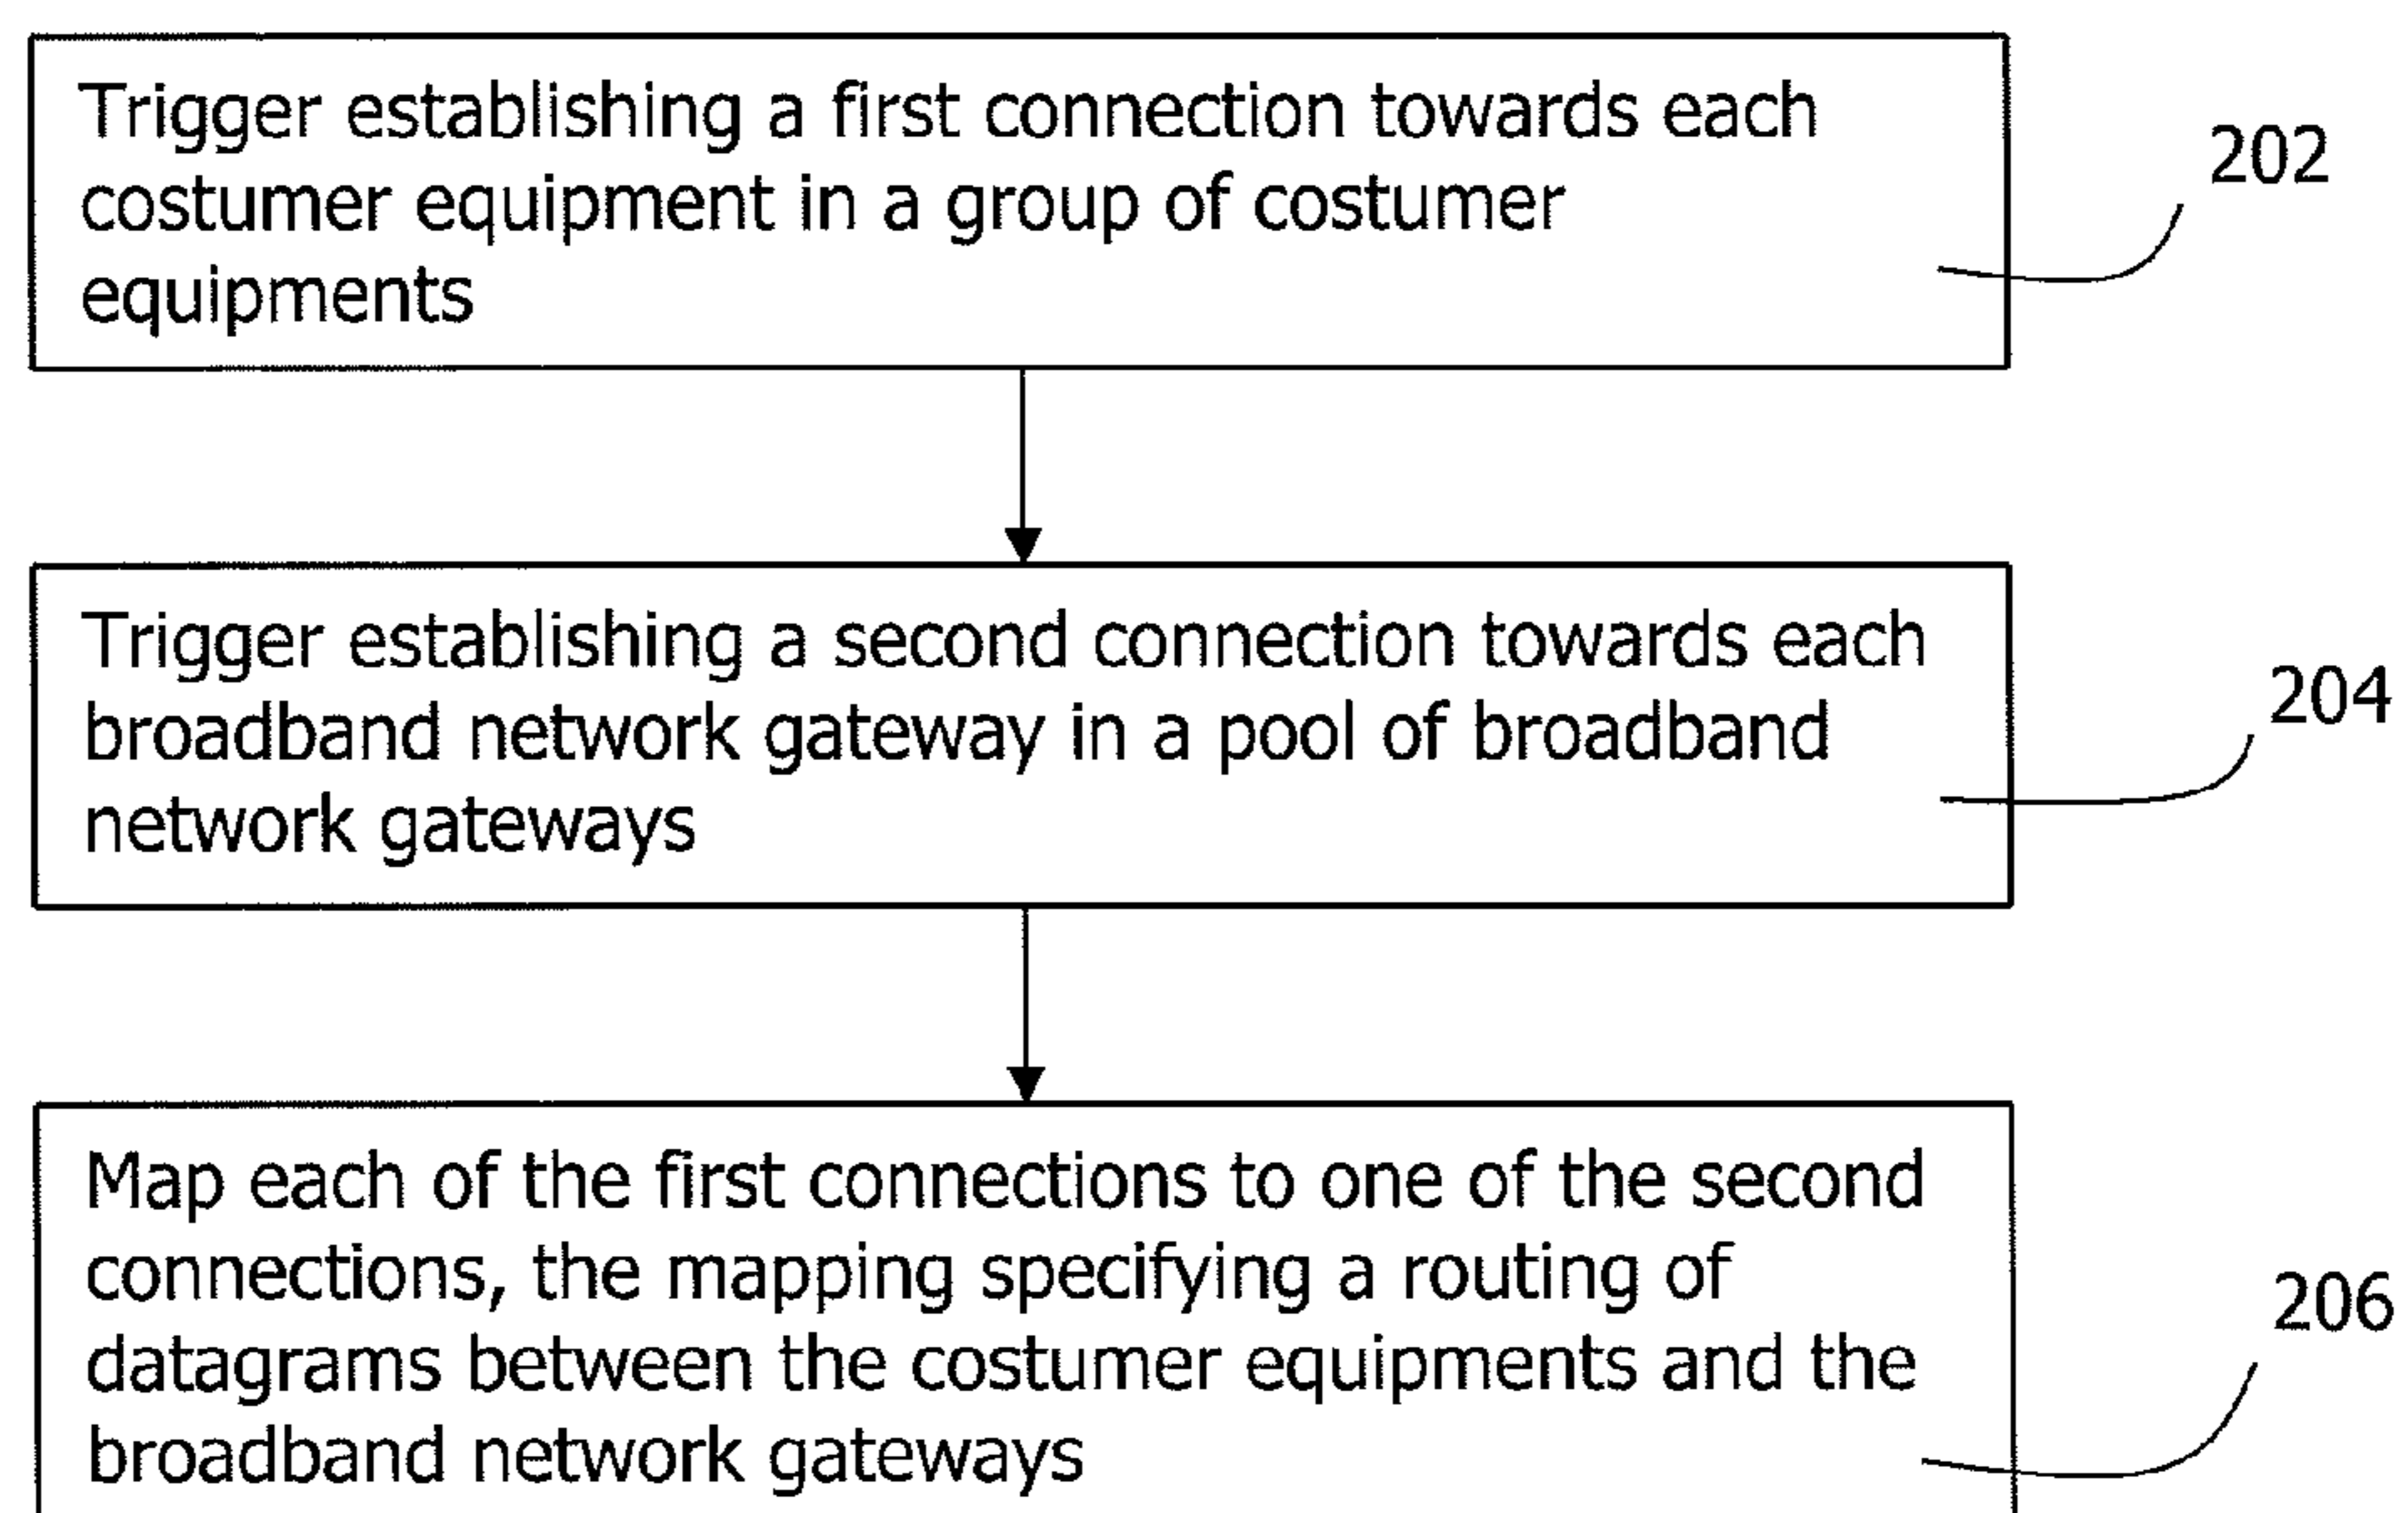 Trigger establishing a first connection towards each
costumer equipment in a group of costumer
equipments
202
Trigger establishing a second connection towards each
broadband network gateway in a pool of broadband
network gateways
204
Map each of the first connections to one of the second
connections, the mapping specifying a routing of
datagrams between the costumer equipments and the
broadband network gateways
206